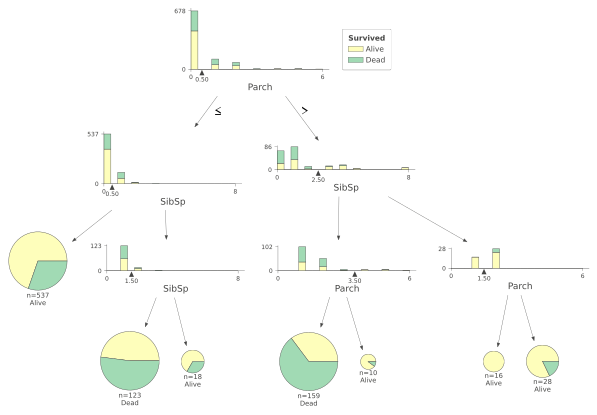 678
0
0
0.50
6
Parch
Survived
Alive
Dead
≤
>
537
0
0
0.50
8
SibSp
86
0
0
2.50
8
SibSp
n=537
Alive
123
0
0
1.50
8
SibSp
102
0
0
3.50
6
Parch
28
0
0
1.50
6
Parch
n=123
Dead
n=18
Alive
n=159
Dead
n=10
Alive
n=16
Alive
n=28
Alive